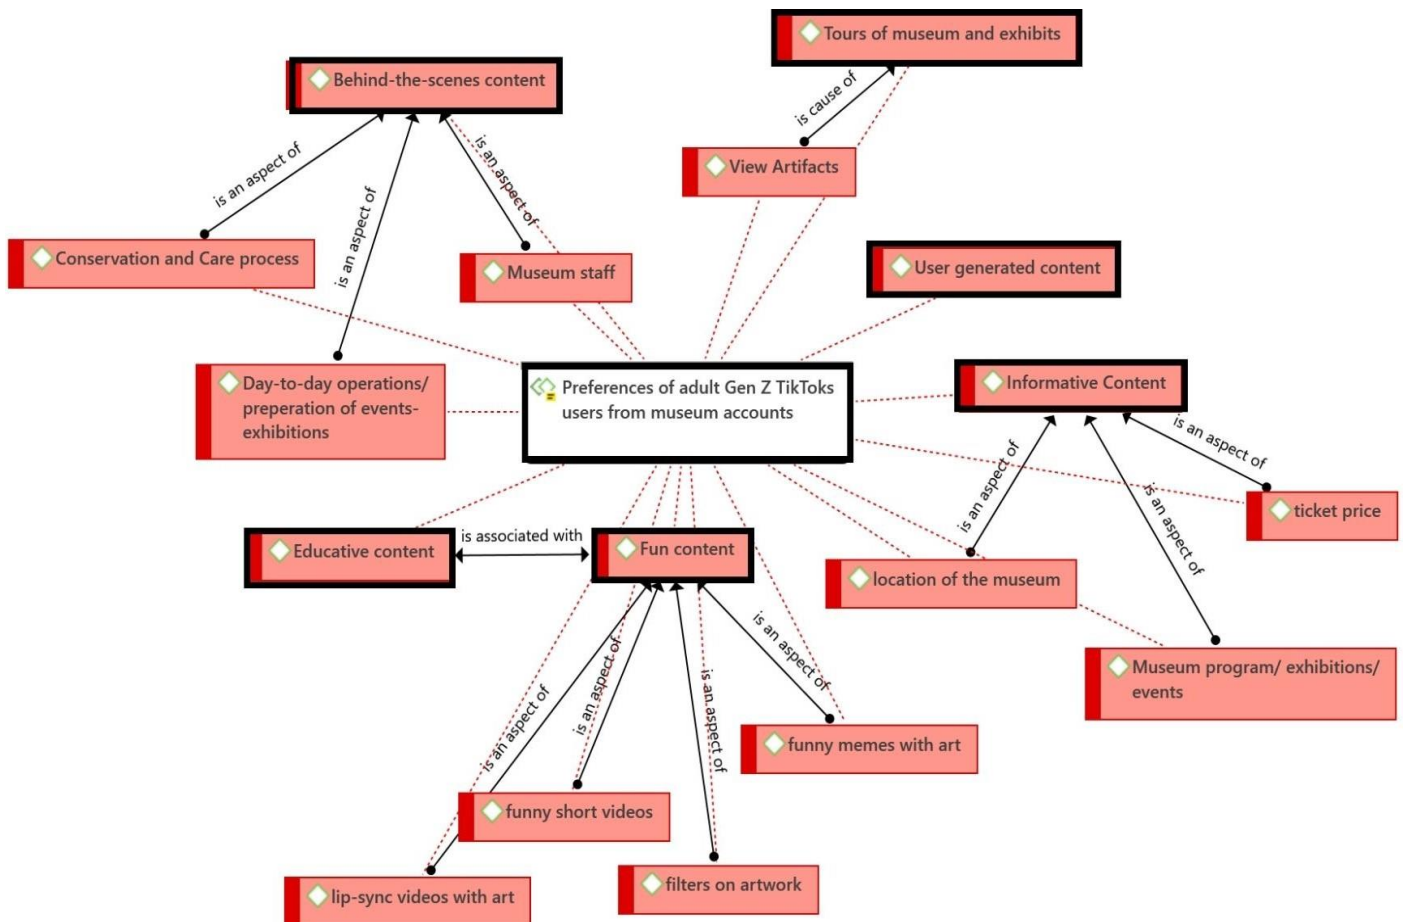 Tours of museum and exhibits
Behind-the-scenes content
is cause of
View Artifacts
is an aspect of
is an aspect of
is an aspect of
Conservation and Care process
Museum staff
User generated content
Day-to-day operations/
preperation of events-
exhibitions
Preferences of adult Gen Z TikToks
users from museum accounts
Informative Content
is an aspect of
is an aspect of
is an aspect of
ticket price
Educative content
is associated with
Fun content
location of the museum
Museum program/ exhibitions/
events
is an aspect of
is an aspect of
is an aspect of
is an aspect of
funny memes with art
funny short videos
filters on artwork
lip-sync videos with art